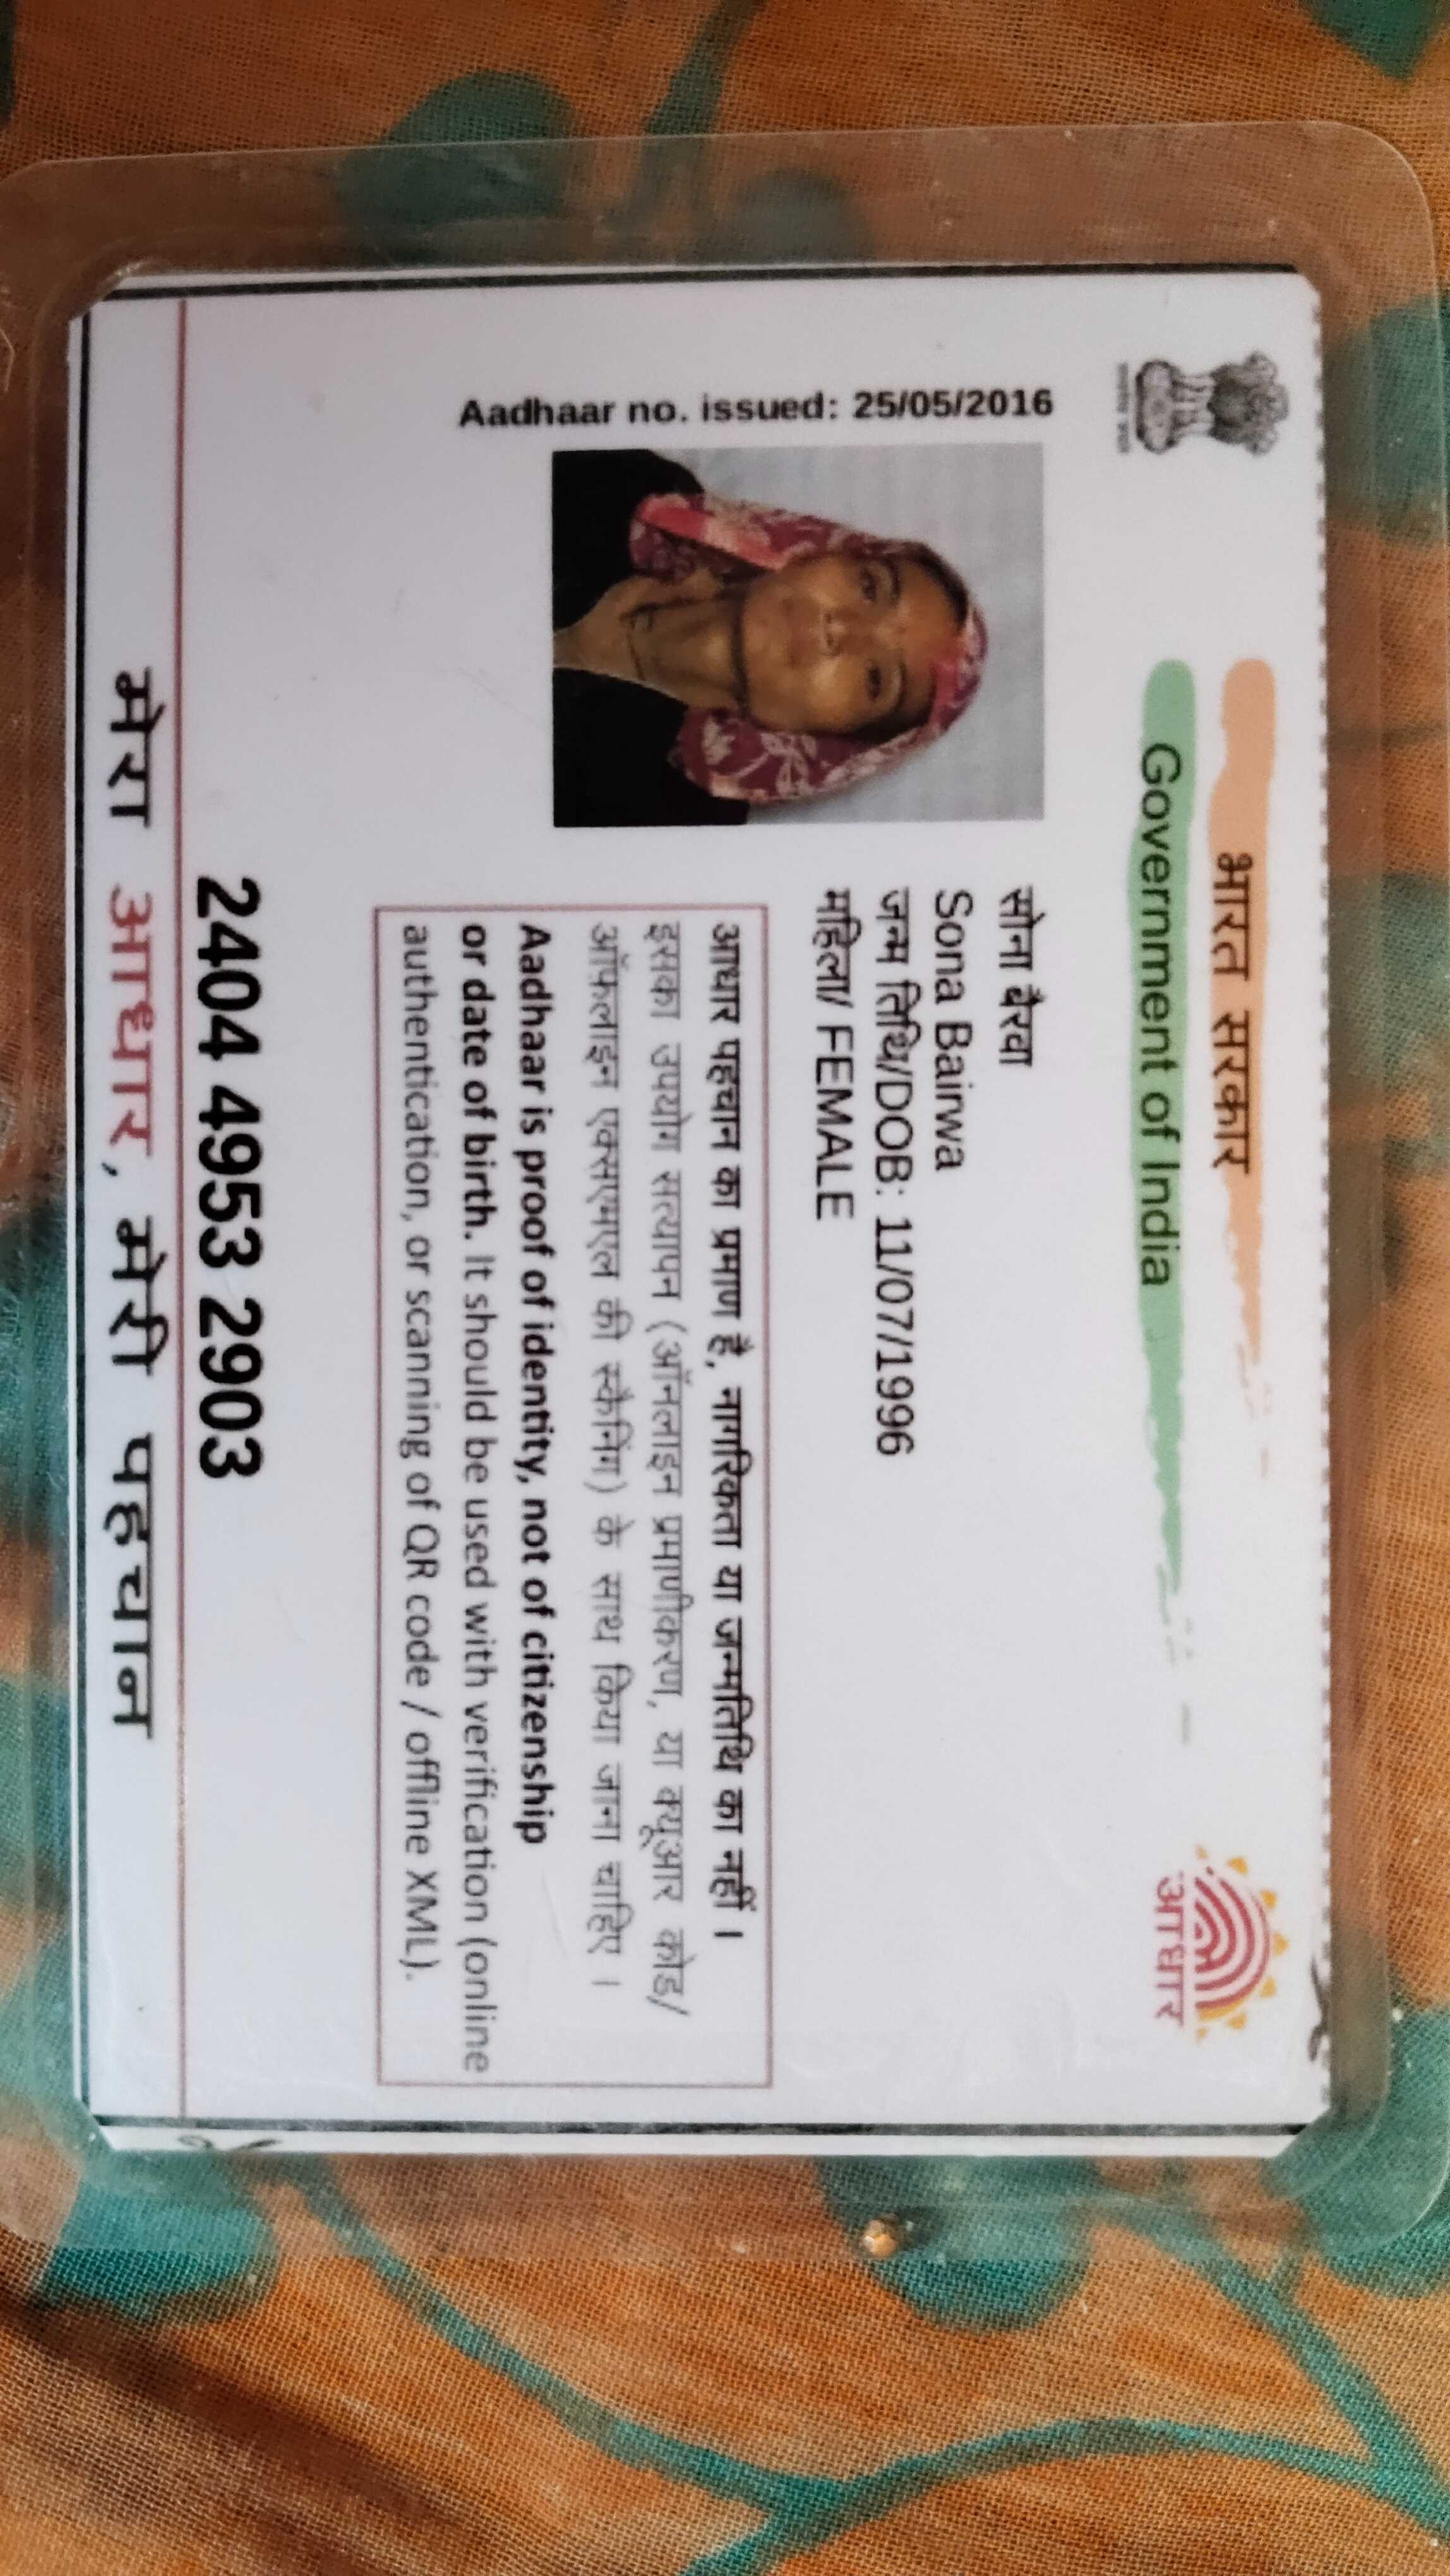 भारत सरकार
Government of India
आधार
Aadhaar no. issued: 25/05/2016
सोना बैरवा
Sona Bairwa
जन्म तिथि/DOB: 11/07/1996
महिला/ FEMALE
आधार पहचान का प्रमाण है, नागरिकता या जन्मतिथि का नहीं ।
इसका उपयोग सत्यापन (ऑनलाइन प्रमाणीकरण, या क्यूआर कोड/
ऑफलाइन एक्सएमएल की स्कैनिंग) के साथ किया जाना चाहिए ।
Aadhaar is proof of identity, not of citizenship
or date of birth. It should be used with verification (online
authentication, or scanning of QR code / offline XML).
2404 4953 2903
मेरा आधार, मेरी पहचान